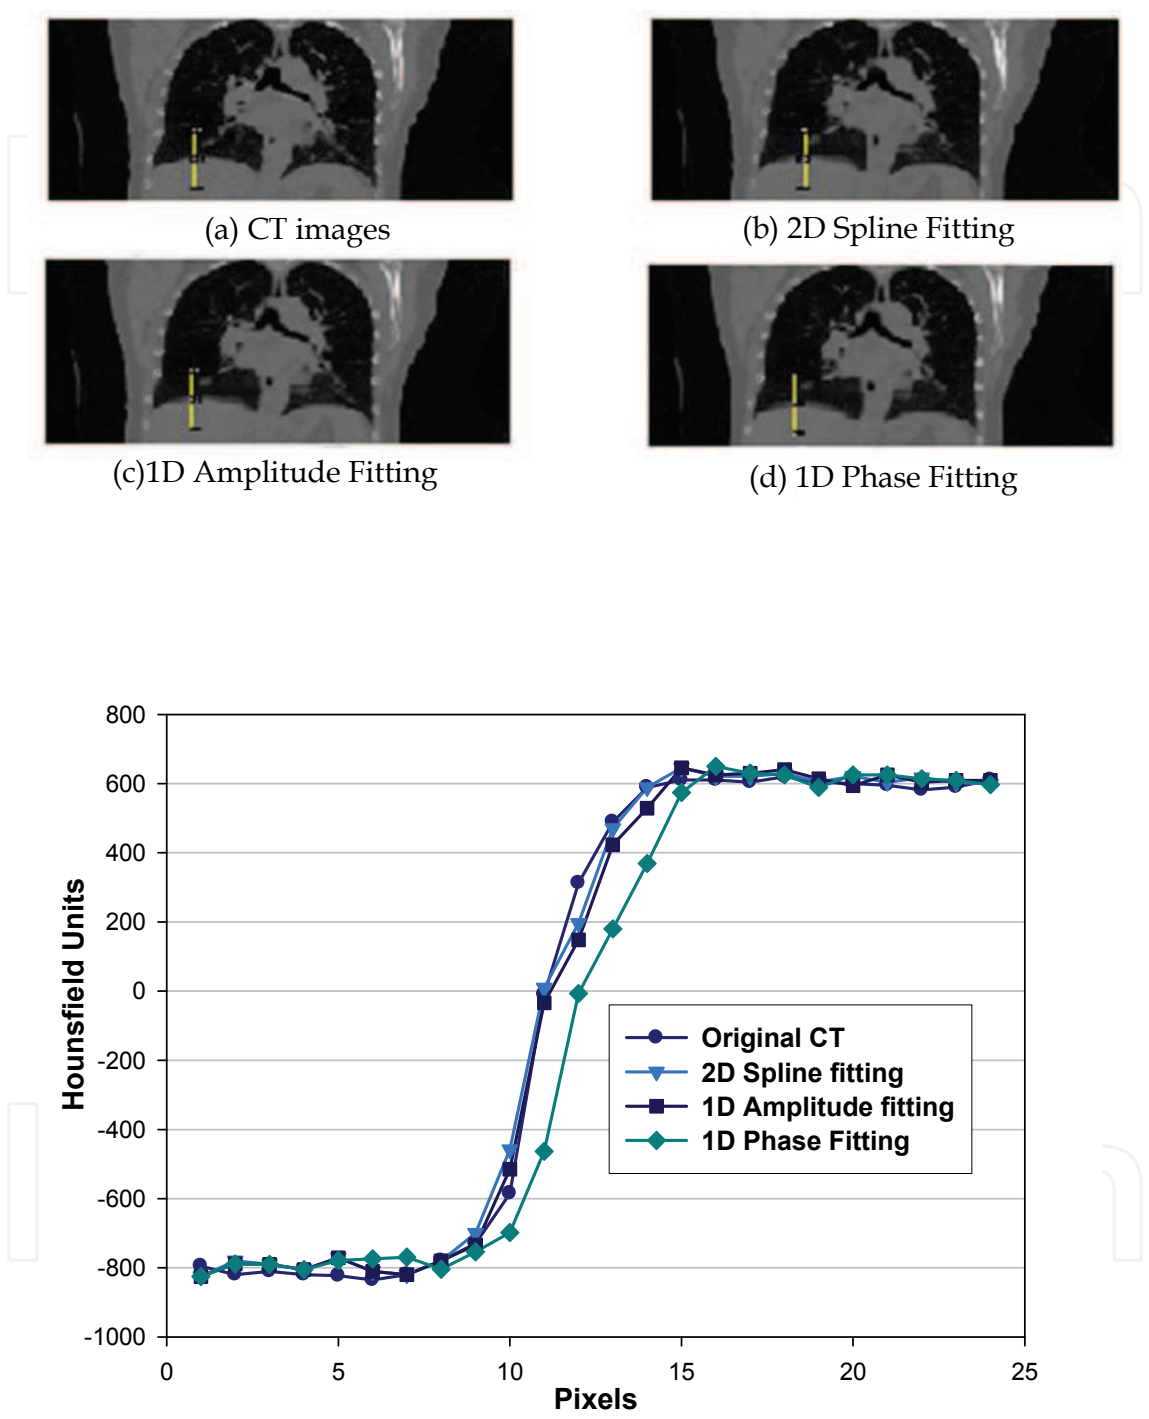 (a) CT images
(b) 2D Spline Fitting
(c)1D Amplitude Fitting
(d) 1D Phase Fitting
800
600
400
200
0
-200
-400
-600
-800
-1000
Hounsfield Units
Original CT
2D Spline fitting
1D Amplitude fitting
1D Phase Fitting
0 5 10 15 20 25
Pixels